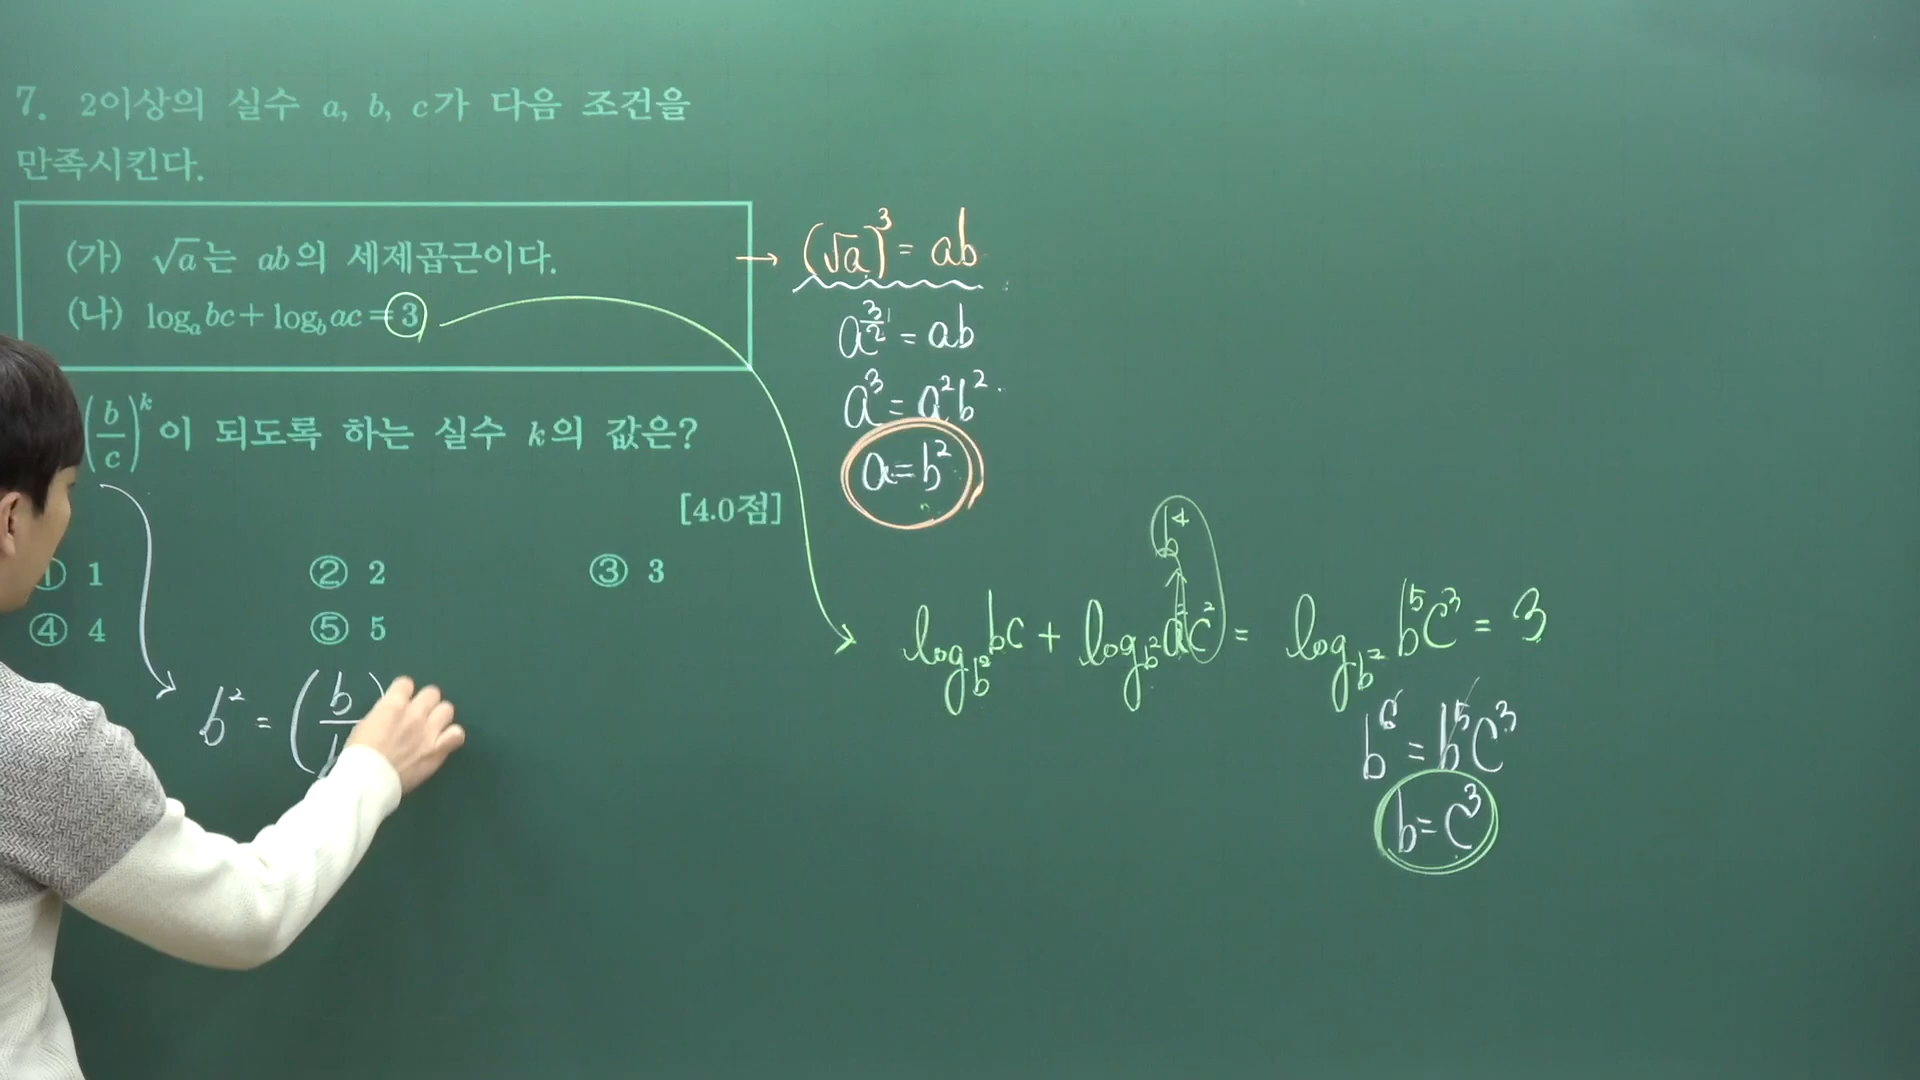 7. 2이상의 실수 a, b, c가 다음 조건을
만족시킨다.
(가) √a는 ab의 세제곱근이다.
(나) logₐ bc + log_b ac = 3
(b/c)^k 이 되도록 하는 실수 k의 값은?
[4.0점]
① 1 ② 2 ③ 3
④ 4 ⑤ 5
b² = (b/
→ (√a)³ = ab
a^(3/2) = ab
a³ = a²b²
a = b²
b⁴
log_b² bc + log_b² a²c² = log_b² b⁵c³ = 3
b⁶ = b⁵c³
b = c³